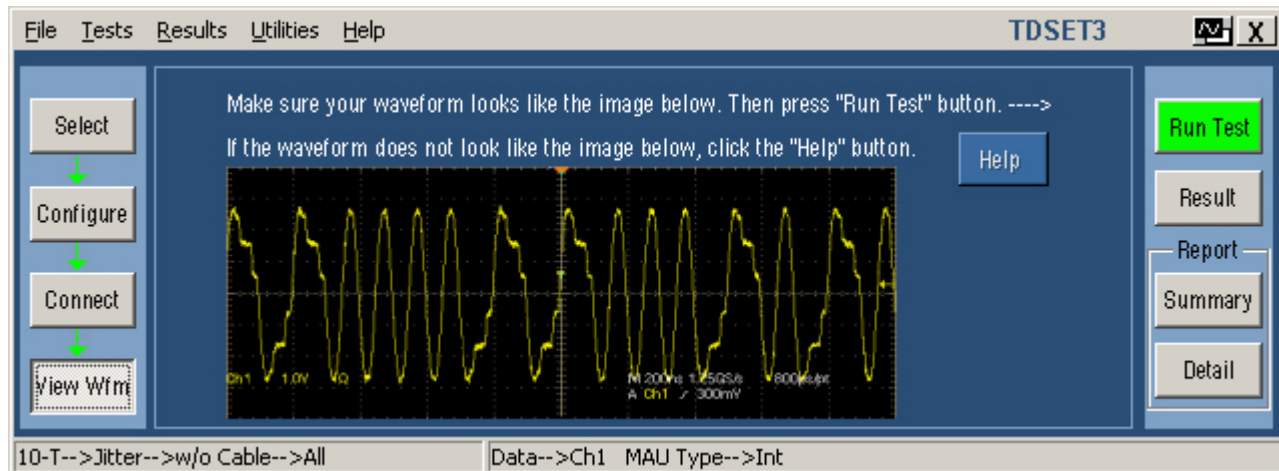 File Tests Results Utilities Help TDSET3 X
Make sure your waveform looks like the image below. Then press "Run Test" button. ---->
If the waveform does not look like the image below, click the "Help" button.
Help
Select
Configure
Connect
View Wfm
Ch1 1.0V Ω
M 200ns 1.25GS/s 800ps/pt
A Ch1 300mV
Run Test
Result
Report
Summary
Detail
10-T-->Jitter-->w/o Cable-->All
Data-->Ch1 MAU Type-->Int